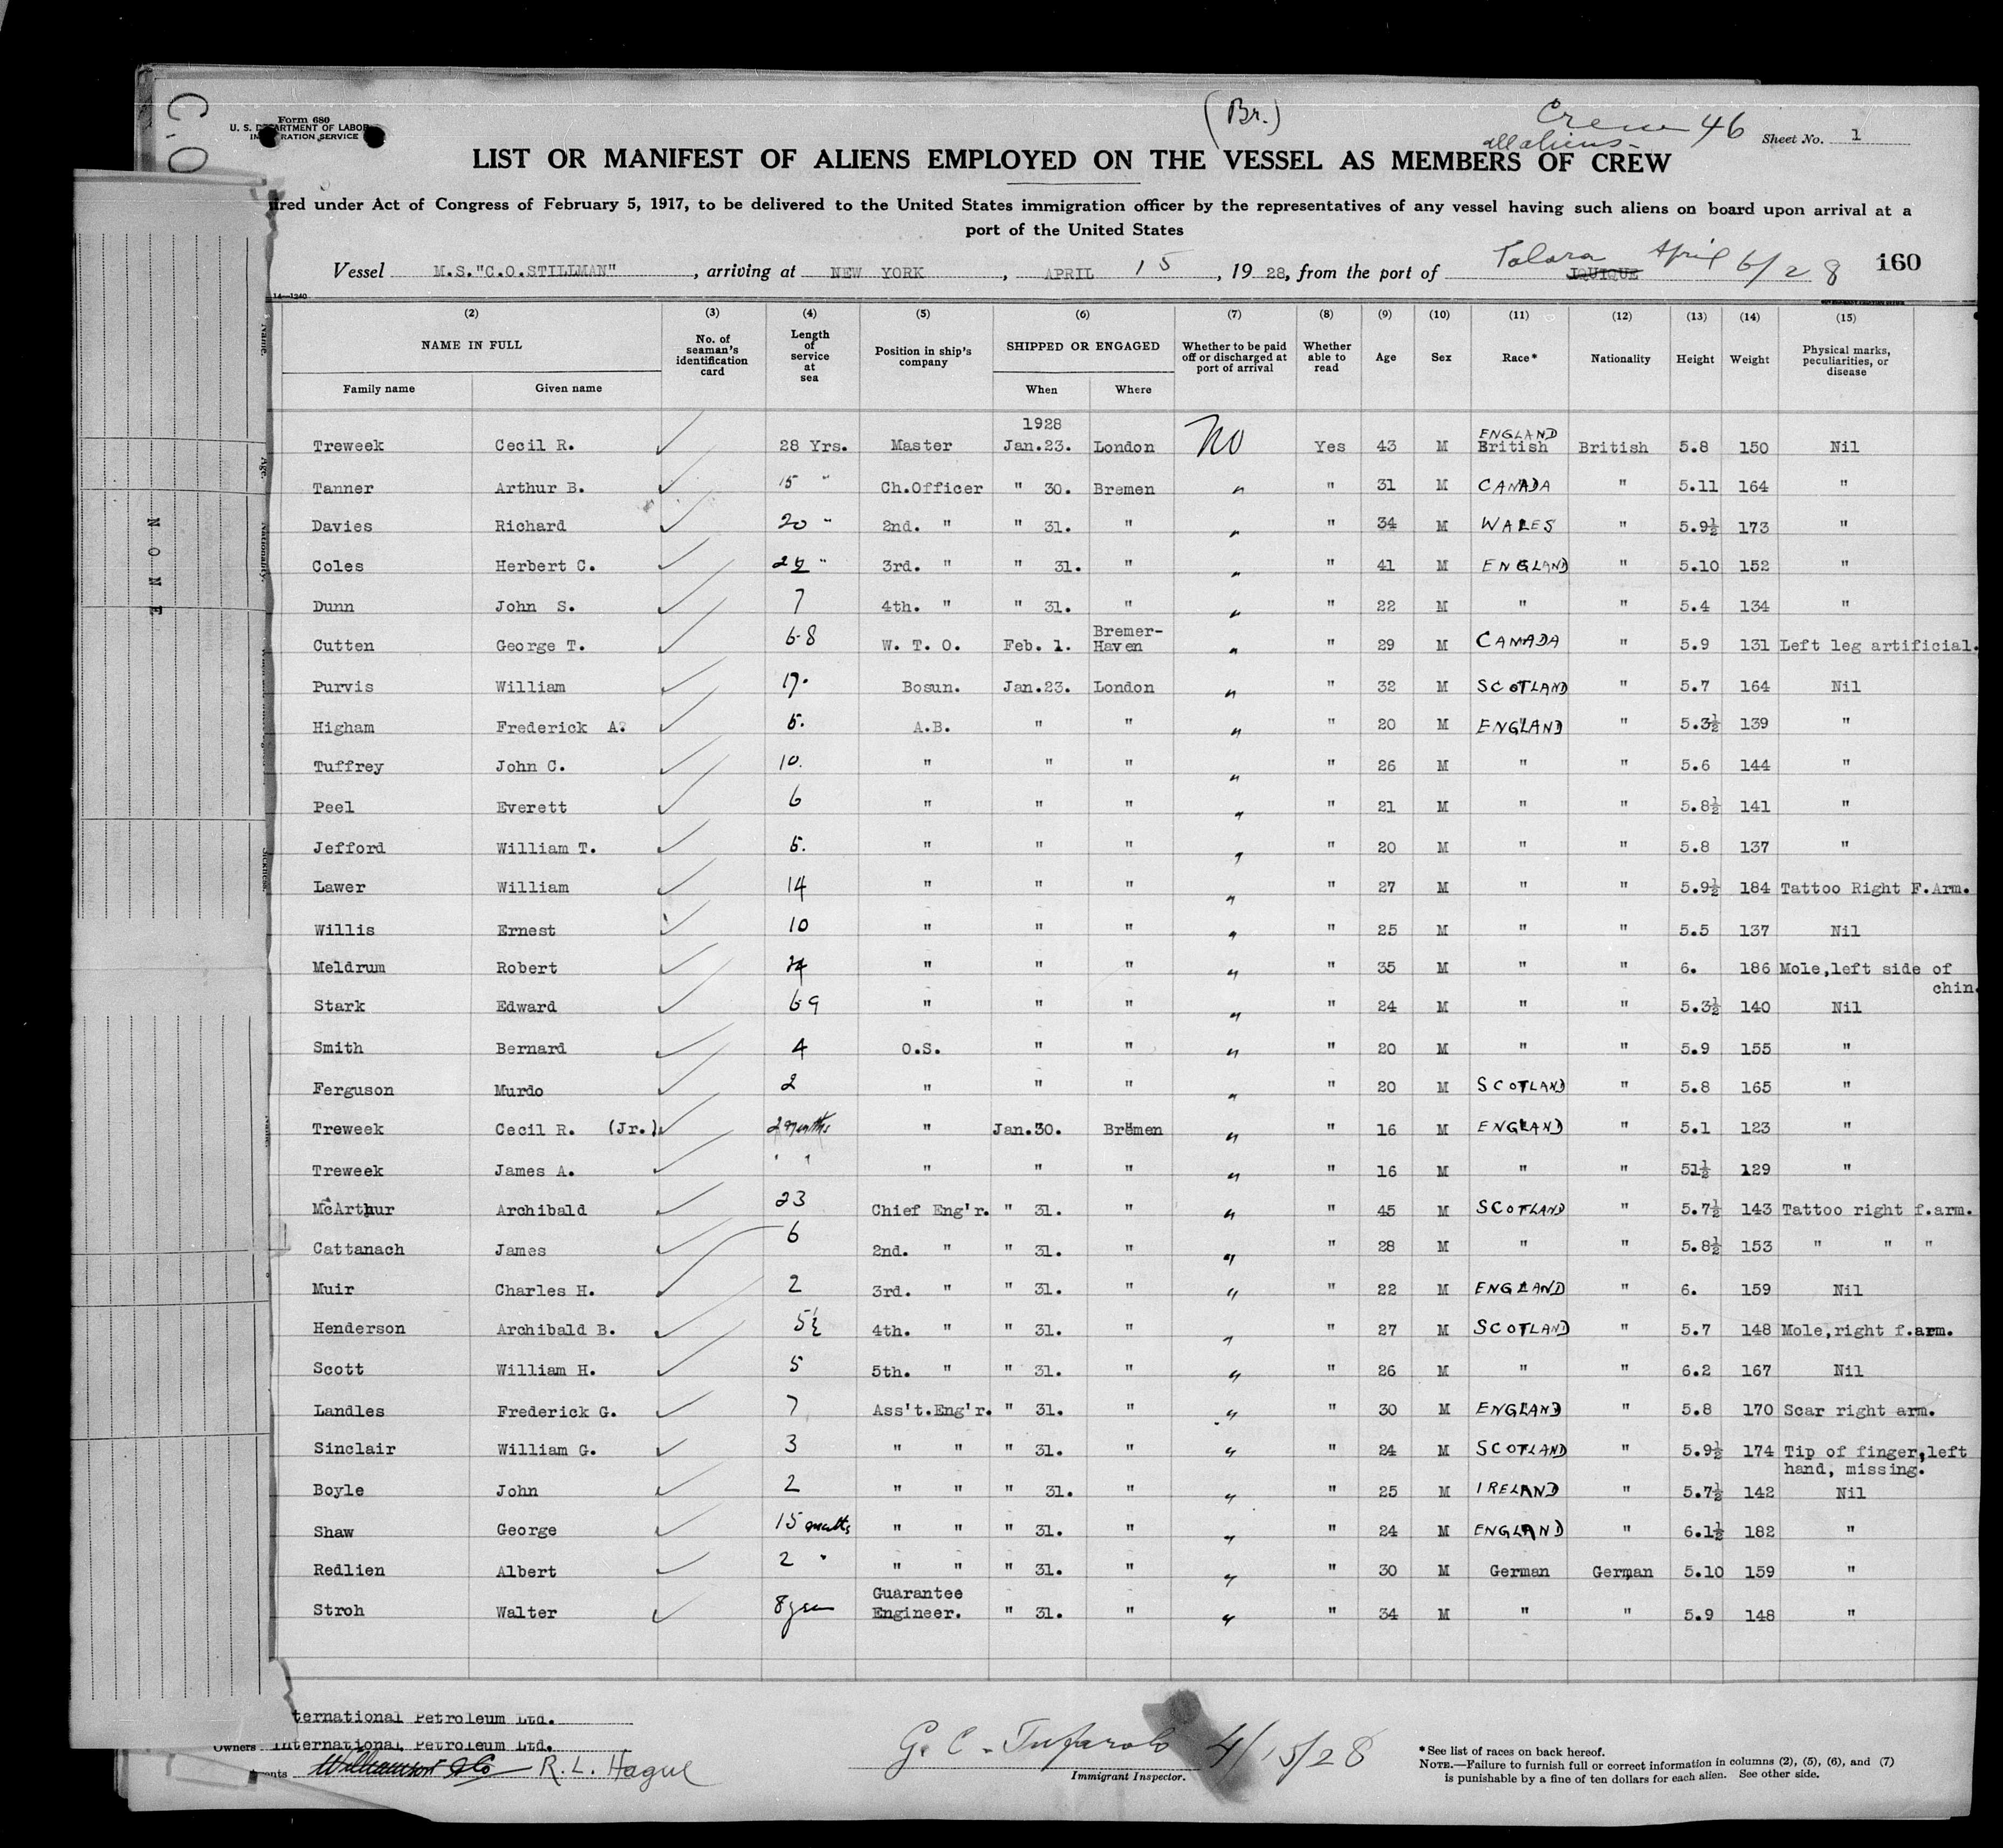 C. O
(Br.)
Crew 46
all aliens-
Form 680
U. S. DEPARTMENT OF LABOR
IMMIGRATION SERVICE
Sheet No. 1
LIST OR MANIFEST OF ALIENS EMPLOYED ON THE VESSEL AS MEMBERS OF CREW
ired under Act of Congress of February 5, 1917, to be delivered to the United States immigration officer by the representatives of any vessel having such aliens on board upon arrival at a
port of the United States
Vessel M.S."C.O.STILLMAN", arriving at NEW YORK, APRIL 15, 19 28, from the port of IQUIQUE Talara April 6/28 160
14-1240
(2) (3) (4) (5) (6) (7) (8) (9) (10) (11) (12) (13) (14) (15)
NAME IN FULL No. of seaman's identification card Length of service at sea Position in ship's company SHIPPED OR ENGAGED Whether to be paid off or discharged at port of arrival Whether able to read Age Sex Race* Nationality Height Weight Physical marks, peculiarities, or disease
Family name Given name When Where
1928
Treweek Cecil R. 28 Yrs. Master Jan.23. London No Yes 43 M ENGLAND British British 5.8 150 Nil
Tanner Arthur B. 15 " Ch.Officer " 30. Bremen " " 31 M CANADA " 5.11 164 "
Davies Richard 20 " 2nd. " " 31. " " " 34 M WALES " 5.9½ 173 "
Coles Herbert C. " 3rd. " " 31. " " " 41 M ENGLAND " 5.10 152 "
Dunn John S. 7 4th. " " 31. " " " 22 M " " 5.4 134 "
Cutten George T. 6-8 W. T. O. Feb. 1. Bremer-Haven " " 29 M CANADA " 5.9 131 Left leg artificial.
Purvis William 17. Bosun. Jan.23. London " " 32 M SCOTLAND " 5.7 164 Nil
Higham Frederick A. 5. A.B. " " " " 20 M ENGLAND " 5.3½ 139 "
Tuffrey John C. 10. " " " " " 26 M " " 5.6 144 "
Peel Everett 6 " " " " " 21 M " " 5.8½ 141 "
Jefford William T. 5. " " " " " 20 M " " 5.8 137 "
Lawer William 14 " " " " " 27 M " " 5.9½ 184 Tattoo Right F.Arm.
Willis Ernest 10 " " " " " 25 M " " 5.5 137 Nil
Meldrum Robert " " " " " 35 M " " 6. 186 Mole,left side of
chin.
Stark Edward 6-9 " " " " " 24 M " " 5.3½ 140 Nil
Smith Bernard 4 O.S. " " " " 20 M " " 5.9 155 "
Ferguson Murdo 2 " " " " " 20 M SCOTLAND " 5.8 165 "
Treweek Cecil R. (Jr.) 2 months " Jan.30. Bremen " " 16 M ENGLAND " 5.1 123 "
Treweek James A. " " " " " " " 16 M " " 51½ 129 "
McArthur Archibald 23 Chief Eng'r. " 31. " " " 45 M SCOTLAND " 5.7½ 143 Tattoo right f.arm.
Cattanach James 6 2nd. " " 31. " " " 28 M " " 5.8½ 153 " " "
Muir Charles H. 2 3rd. " " 31. " " " 22 M ENGLAND " 6. 159 Nil
Henderson Archibald B. 5½ 4th. " " 31. " " " 27 M SCOTLAND " 5.7 148 Mole,right f.arm.
Scott William H. 5 5th. " " 31. " " " 26 M " " 6.2 167 Nil
Landles Frederick G. 7 Ass't.Eng'r. " 31. " " " 30 M ENGLAND " 5.8 170 Scar right arm.
Sinclair William G. 3 " " " 31. " " " 24 M SCOTLAND " 5.9½ 174 Tip of finger,left
hand, missing.
Boyle John 2 " " " 31. " " " 25 M IRELAND " 5.7½ 142 Nil
Shaw George 15 months " " " 31. " " " 24 M ENGLAND " 6.1½ 182 "
Redlien Albert 2 " " " " 31. " " " 30 M German German 5.10 159 "
Stroh Walter 8 years Guarantee Engineer. " 31. " " " 34 M " " 5.9 148 "
NONE
ternational Petroleum Ltd.
Owners International Petroleum Ltd.
ents R.L. Hague
4/15/28
Immigrant Inspector.
*See list of races on back hereof.
NOTE.—Failure to furnish full or correct information in columns (2), (5), (6), and (7)
is punishable by a fine of ten dollars for each alien. See other side.